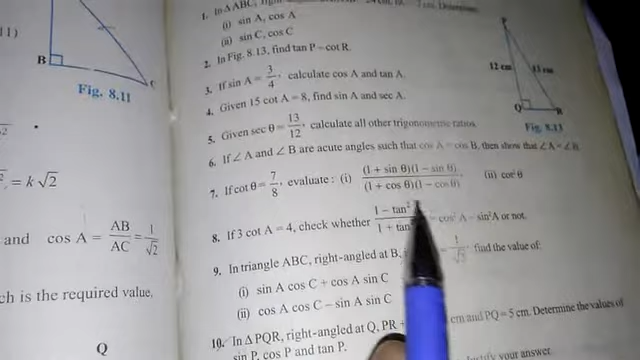 11)
B
C
Fig. 8.11
= k√2
and cos A = AB/AC = 1/√2
ch is the required value.
Q
1. In Δ ABC, right
(i) sin A, cos A
(ii) sin C, cos C
2. In Fig. 8.13, find tan P – cot R.
3. If sin A = 3/4, calculate cos A and tan A.
4. Given 15 cot A = 8, find sin A and sec A.
5. Given sec θ = 13/12, calculate all other trigonometric ratios.
6. If ∠ A and ∠ B are acute angles such that cos A = cos B, then show that ∠ A = ∠ B.
7. If cot θ = 7/8, evaluate : (i) (1 + sin θ)(1 – sin θ)/(1 + cos θ)(1 – cos θ), (ii) cot² θ
8. If 3 cot A = 4, check whether 1 – tan² / 1 + tan = cos² A – sin² A or not.
9. In triangle ABC, right-angled at B, = 1/√3, find the value of:
(i) sin A cos C + cos A sin C
(ii) cos A cos C – sin A sin C
10. In Δ PQR, right-angled at Q, PR + cm and PQ = 5 cm. Determine the values of
sin P, cos P and tan P.
your answer.
P
12 cm
13 cm
Q
R
Fig. 8.13